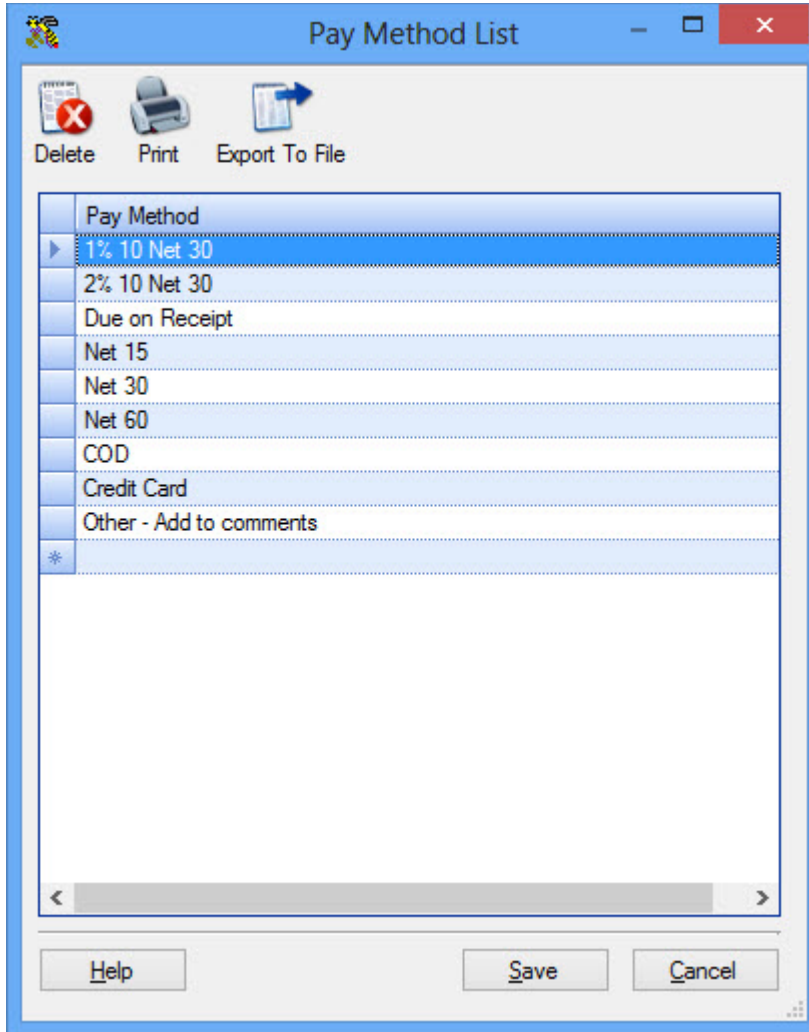 Pay Method List
Delete Print Export To File
Pay Method
1% 10 Net 30
2% 10 Net 30
Due on Receipt
Net 15
Net 30
Net 60
COD
Credit Card
Other - Add to comments
Help Save Cancel